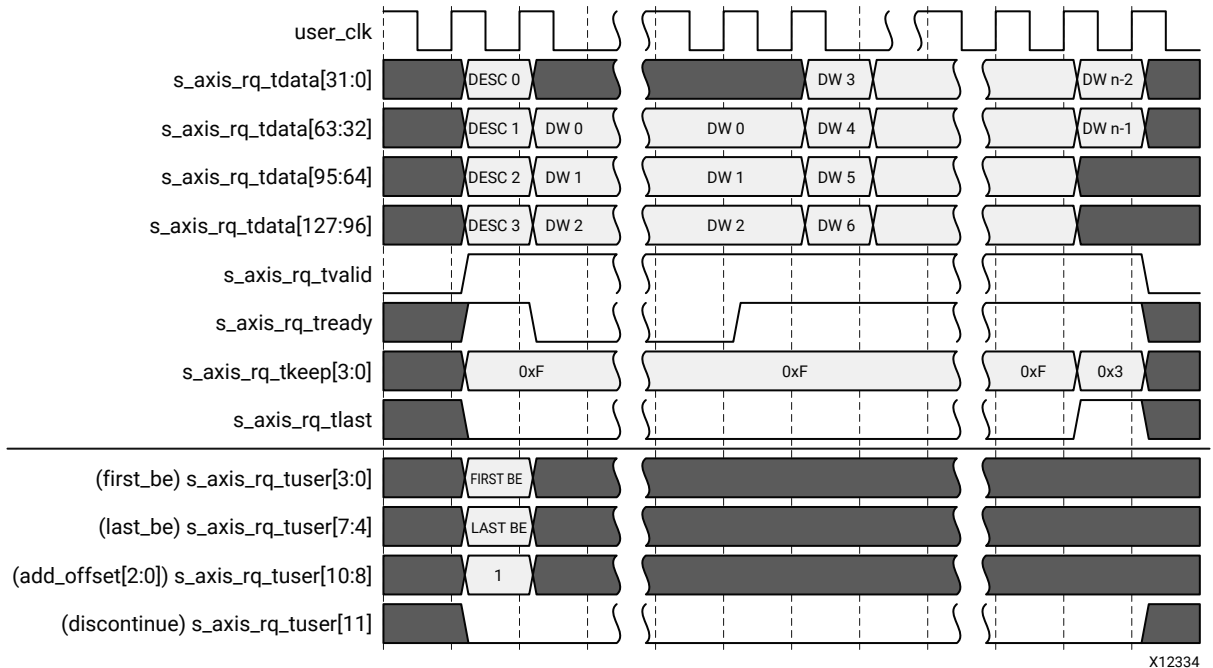 user_clk
s_axis_rq_tdata[31:0] DESC 0 DW 3 DW n-2
s_axis_rq_tdata[63:32] DESC 1 DW 0 DW 0 DW 4 DW n-1
s_axis_rq_tdata[95:64] DESC 2 DW 1 DW 1 DW 5
s_axis_rq_tdata[127:96] DESC 3 DW 2 DW 2 DW 6
s_axis_rq_tvalid
s_axis_rq_tready
s_axis_rq_tkeep[3:0] 0xF 0xF 0xF 0x3
s_axis_rq_tlast
(first_be) s_axis_rq_tuser[3:0] FIRST BE
(last_be) s_axis_rq_tuser[7:4] LAST BE
(add_offset[2:0]) s_axis_rq_tuser[10:8] 1
(discontinue) s_axis_rq_tuser[11]
X12334